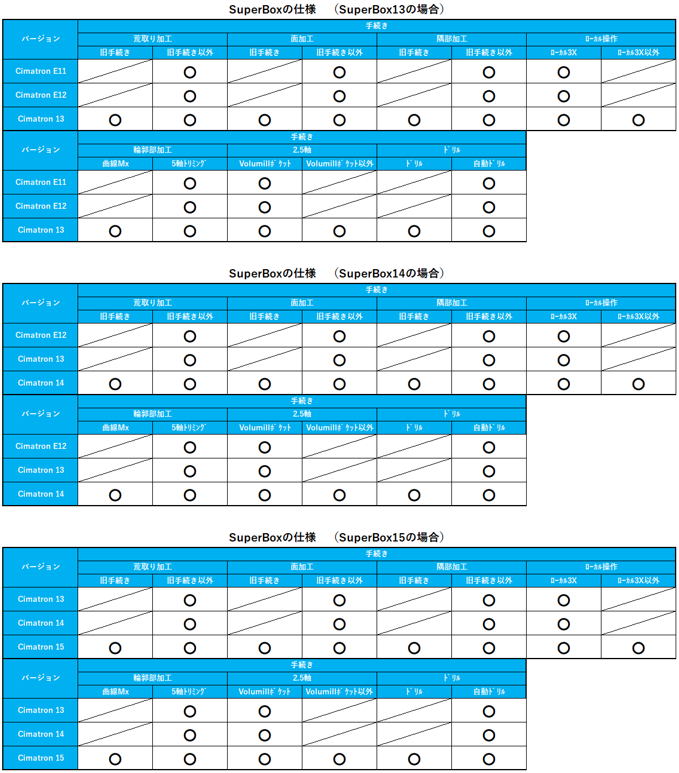 SuperBoxの仕様　（SuperBox13の場合）
バージョン 手続き
荒取り加工 面加工 隅部加工 ﾛｰｶﾙ操作
旧手続き 旧手続き以外 旧手続き 旧手続き以外 旧手続き 旧手続き以外 ﾛｰｶﾙ3X ﾛｰｶﾙ3X以外
Cimatron E11 〇 〇 〇 〇
Cimatron E12 〇 〇 〇 〇
Cimatron 13 〇 〇 〇 〇 〇 〇 〇 〇
バージョン 手続き
輪郭部加工 2.5軸 ﾄﾞﾘﾙ
曲線Mx 5軸ﾄﾘﾐﾝｸﾞ Volumillﾎﾟｹｯﾄ Volumillﾎﾟｹｯﾄ以外 ﾄﾞﾘﾙ 自動ﾄﾞﾘﾙ
Cimatron E11 〇 〇 〇
Cimatron E12 〇 〇 〇
Cimatron 13 〇 〇 〇 〇 〇 〇
SuperBoxの仕様　（SuperBox14の場合）
バージョン 手続き
荒取り加工 面加工 隅部加工 ﾛｰｶﾙ操作
旧手続き 旧手続き以外 旧手続き 旧手続き以外 旧手続き 旧手続き以外 ﾛｰｶﾙ3X ﾛｰｶﾙ3X以外
Cimatron E12 〇 〇 〇 〇
Cimatron 13 〇 〇 〇 〇
Cimatron 14 〇 〇 〇 〇 〇 〇 〇 〇
バージョン 手続き
輪郭部加工 2.5軸 ﾄﾞﾘﾙ
曲線Mx 5軸ﾄﾘﾐﾝｸﾞ Volumillﾎﾟｹｯﾄ Volumillﾎﾟｹｯﾄ以外 ﾄﾞﾘﾙ 自動ﾄﾞﾘﾙ
Cimatron E12 〇 〇 〇
Cimatron 13 〇 〇 〇
Cimatron 14 〇 〇 〇 〇 〇 〇
SuperBoxの仕様　（SuperBox15の場合）
バージョン 手続き
荒取り加工 面加工 隅部加工 ﾛｰｶﾙ操作
旧手続き 旧手続き以外 旧手続き 旧手続き以外 旧手続き 旧手続き以外 ﾛｰｶﾙ3X ﾛｰｶﾙ3X以外
Cimatron 13 〇 〇 〇 〇
Cimatron 14 〇 〇 〇 〇
Cimatron 15 〇 〇 〇 〇 〇 〇 〇 〇
バージョン 手続き
輪郭部加工 2.5軸 ﾄﾞﾘﾙ
曲線Mx 5軸ﾄﾘﾐﾝｸﾞ Volumillﾎﾟｹｯﾄ Volumillﾎﾟｹｯﾄ以外 ﾄﾞﾘﾙ 自動ﾄﾞﾘﾙ
Cimatron 13 〇 〇 〇
Cimatron 14 〇 〇 〇
Cimatron 15 〇 〇 〇 〇 〇 〇